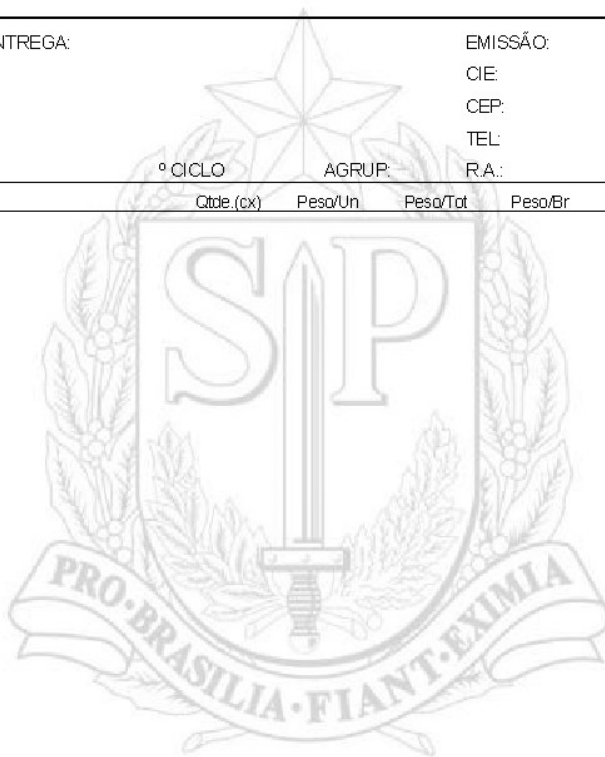 NTREGA: EMISSÃO:
CIE:
CEP:
TEL:
º CICLO AGRUP: R.A.:
Qtde.(cx) Peso/Un Peso/Tot Peso/Br
SP
PRO·BRASILIA·FIANT·EXIMIA